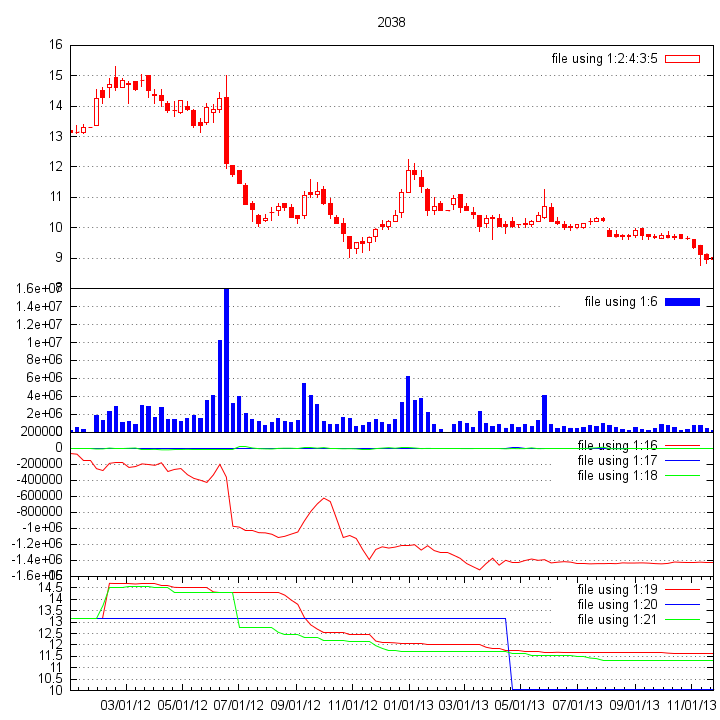 2038
16
file using 1:2:4:3:5
15
14
13
12
11
10
9
8
1.6e+07
file using 1:6
1.4e+07
1.2e+07
1e+07
8e+06
6e+06
4e+06
2e+06
200000
0
file using 1:16
file using 1:17
file using 1:18
-200000
-400000
-600000
-800000
-1e+06
-1.2e+06
-1.4e+06
-1.6e+06
14.5
file using 1:19
14
13.5
file using 1:20
13
file using 1:21
12.5
12
11.5
11
10.5
10
03/01/12 05/01/12 07/01/12 09/01/12 11/01/12 01/01/13 03/01/13 05/01/13 07/01/13 09/01/13 11/01/13